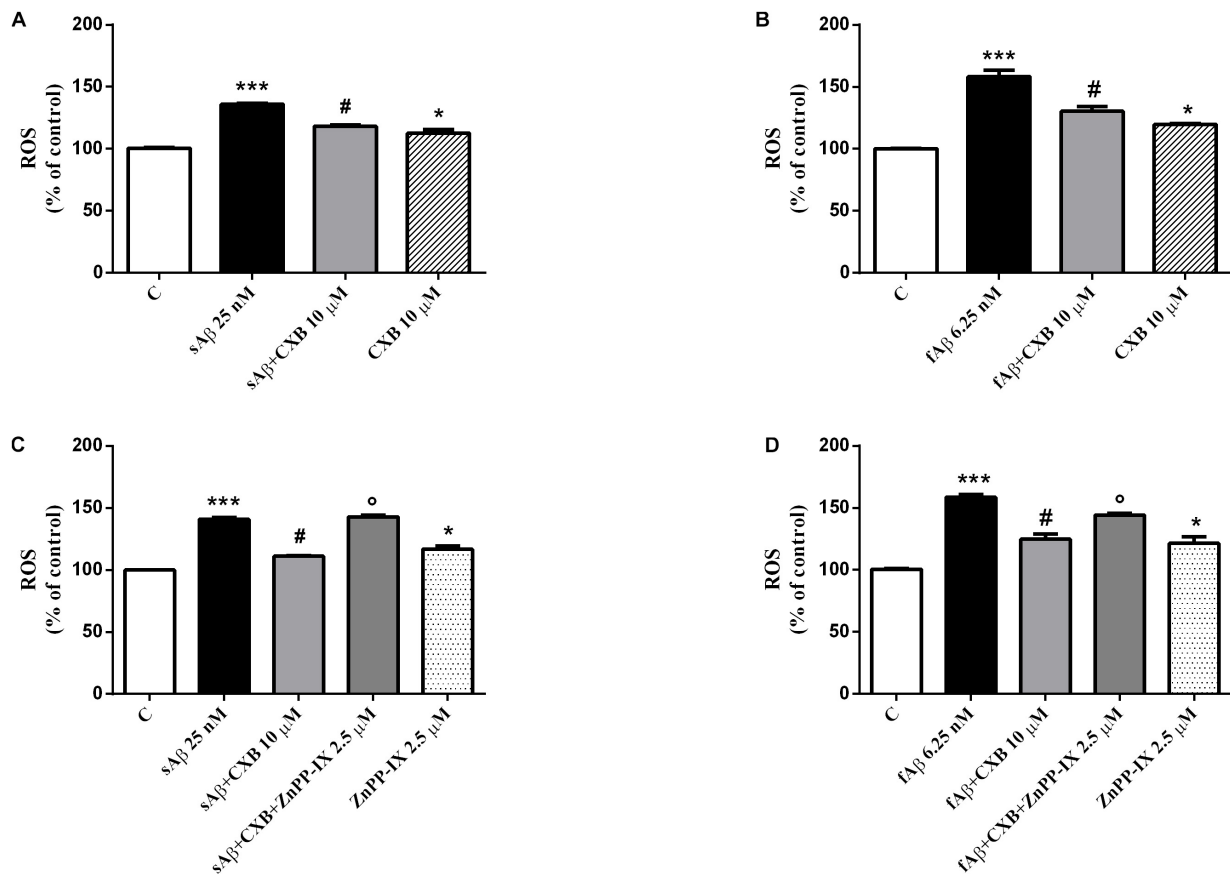 A
200
150
100
50
0
ROS
(% of control)
***
#
*
C
sAβ 25 nM
sAβ+CXB 10 μM
CXB 10 μM
B
200
150
100
50
0
ROS
(% of control)
***
#
*
C
fAβ 6.25 nM
fAβ+CXB 10 μM
CXB 10 μM
C
200
150
100
50
0
ROS
(% of control)
***
#
°
*
C
sAβ 25 nM
sAβ+CXB 10 μM
sAβ+CXB+ZnPP-IX 2.5 μM
ZnPP-IX 2.5 μM
D
200
150
100
50
0
ROS
(% of control)
***
#
°
*
C
fAβ 6.25 nM
fAβ+CXB 10 μM
fAβ+CXB+ZnPP-IX 2.5 μM
ZnPP-IX 2.5 μM